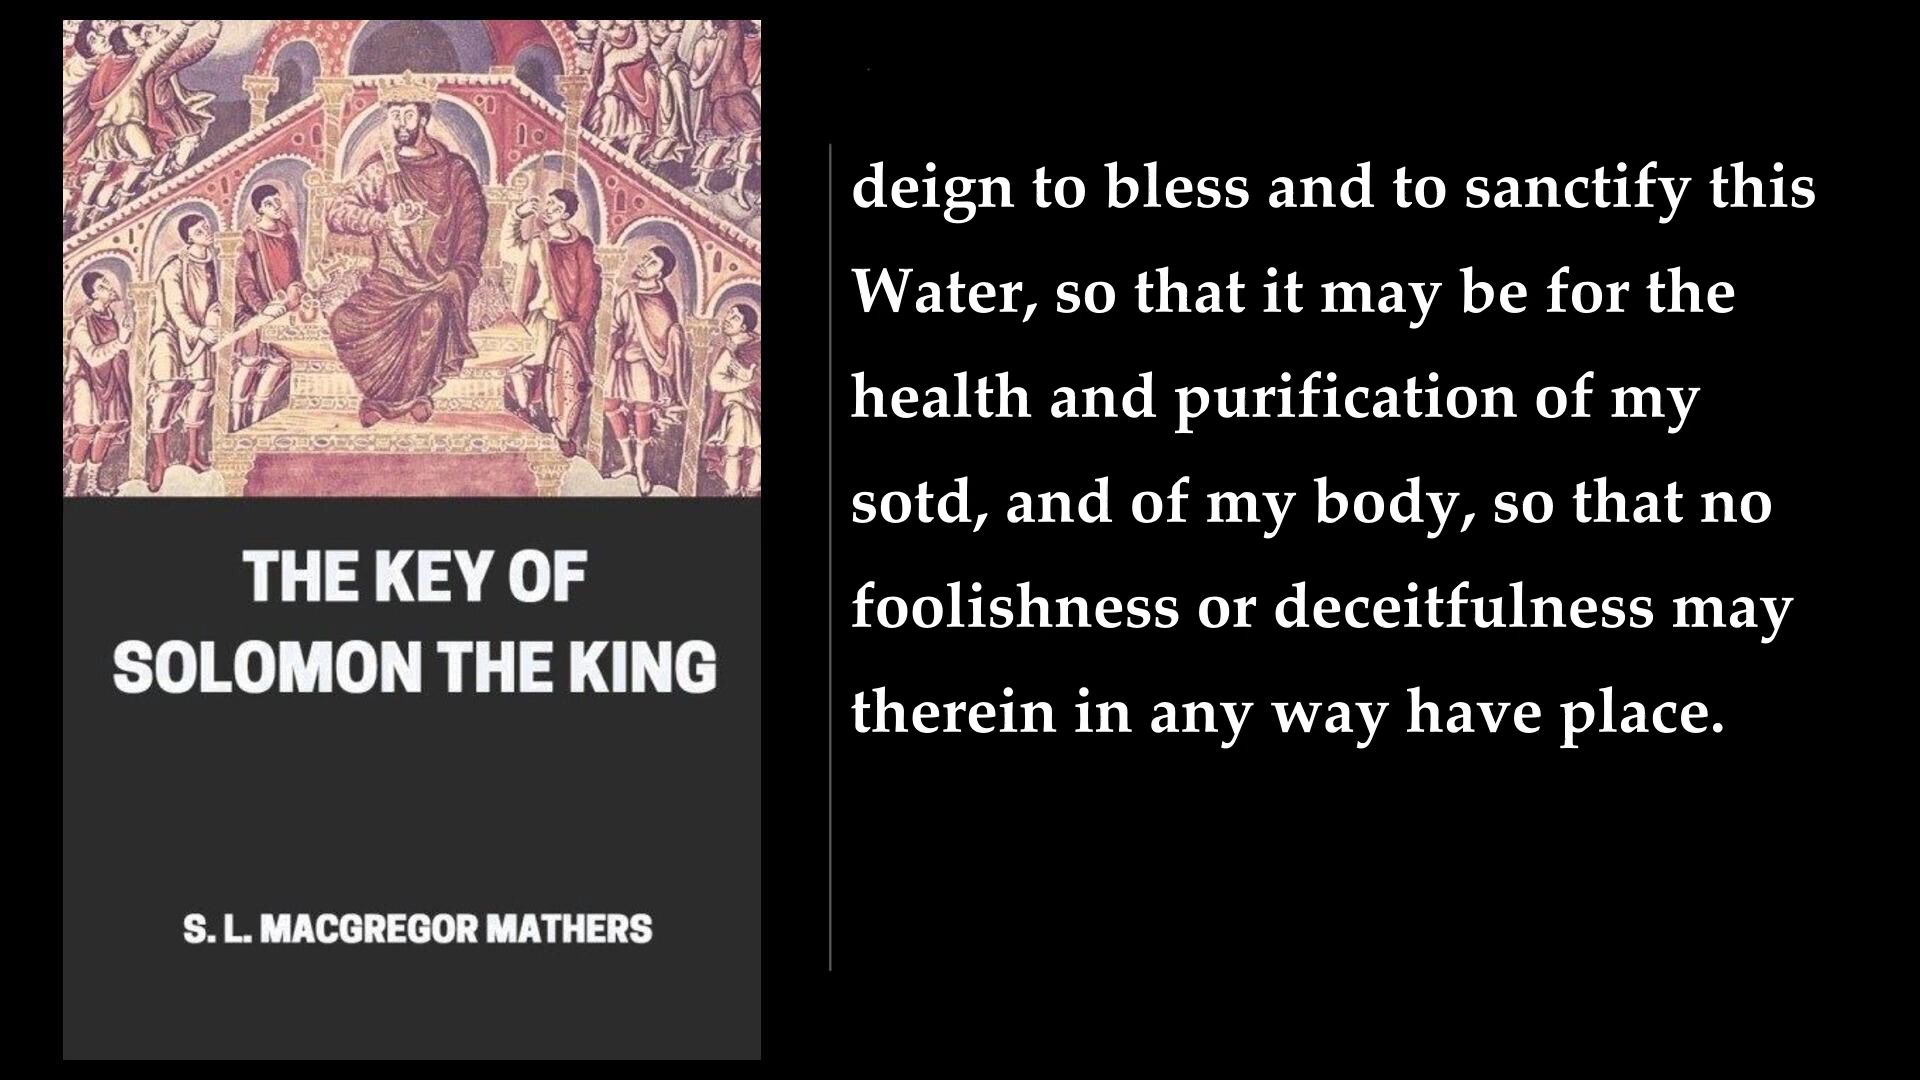 THE KEY OF
SOLOMON THE KING
S. L. MACGREGOR MATHERS
deign to bless and to sanctify this
Water, so that it may be for the
health and purification of my
sotd, and of my body, so that no
foolishness or deceitfulness may
therein in any way have place.